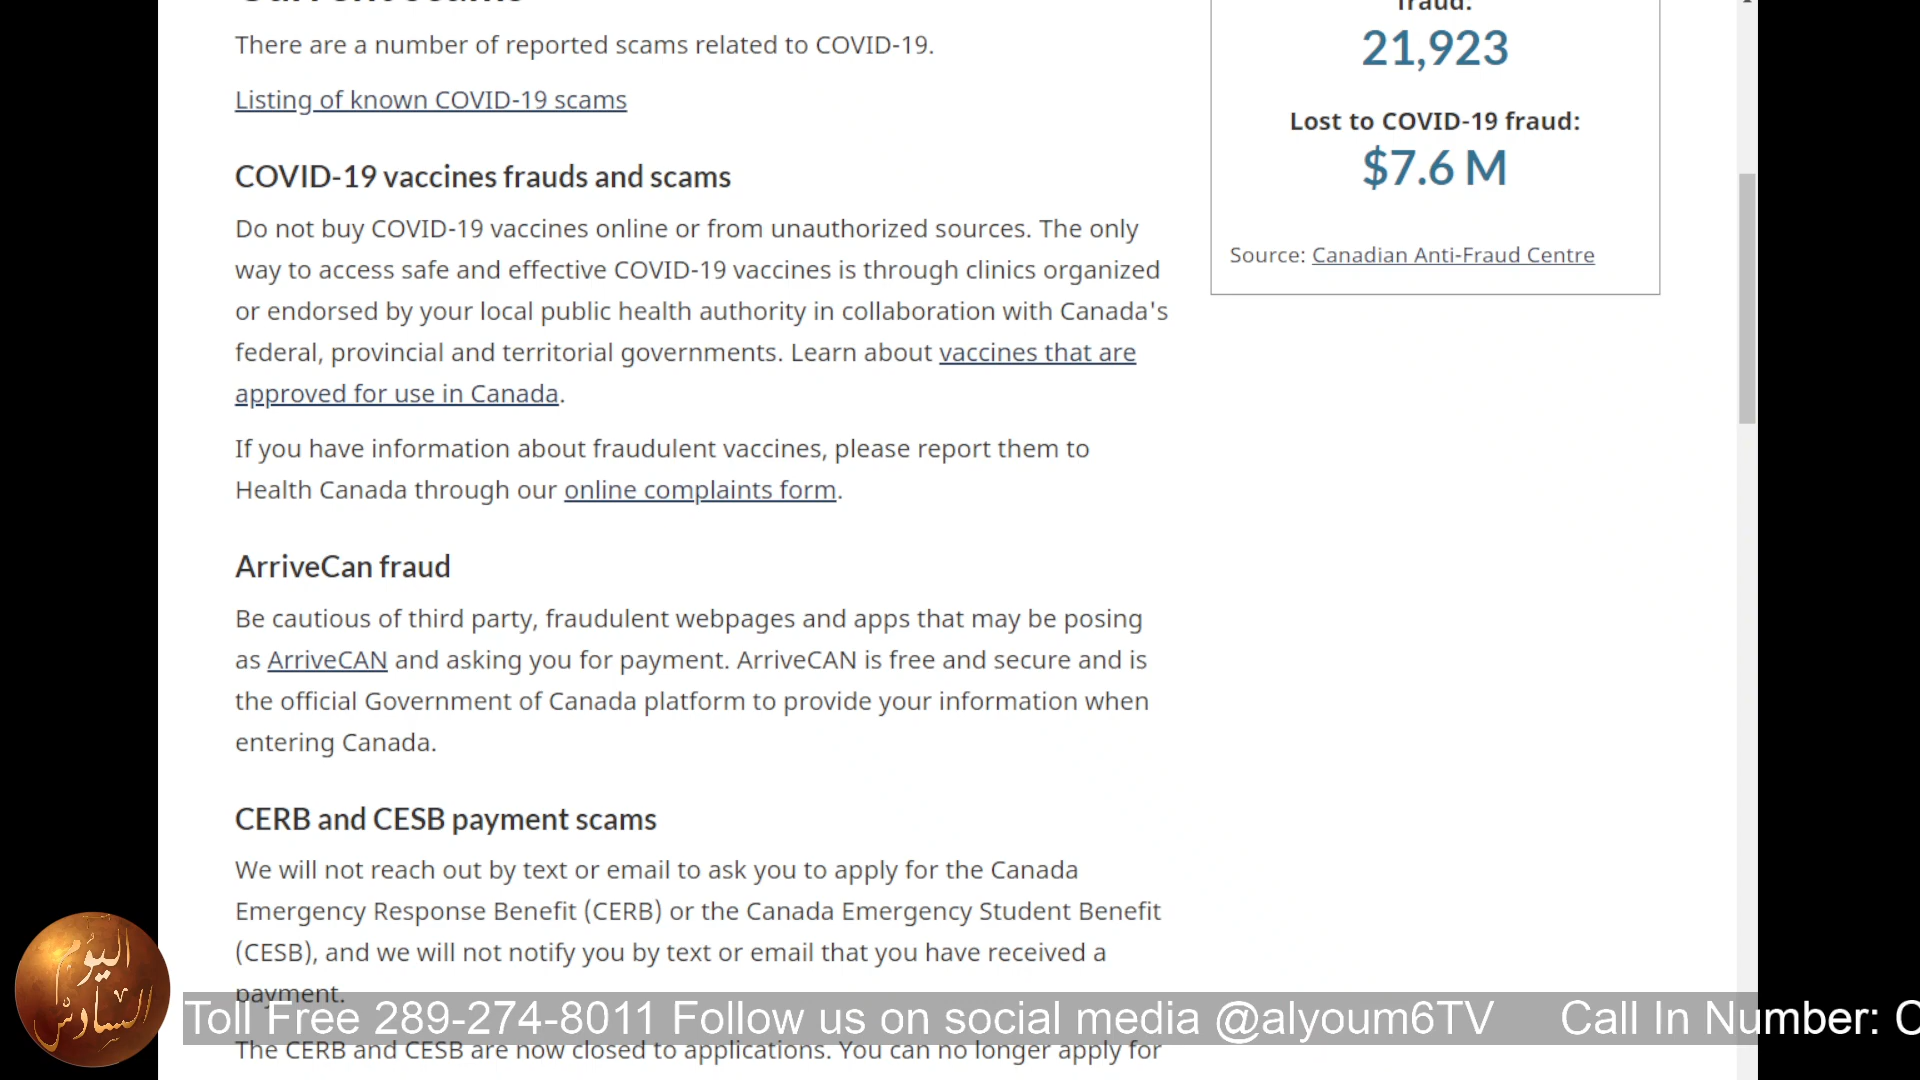 There are a number of reported scams related to COVID-19.
Listing of known COVID-19 scams
COVID-19 vaccines frauds and scams
Do not buy COVID-19 vaccines online or from unauthorized sources. The only
way to access safe and effective COVID-19 vaccines is through clinics organized
or endorsed by your local public health authority in collaboration with Canada's
federal, provincial and territorial governments. Learn about vaccines that are
approved for use in Canada.
If you have information about fraudulent vaccines, please report them to
Health Canada through our online complaints form.
ArriveCan fraud
Be cautious of third party, fraudulent webpages and apps that may be posing
as ArriveCAN and asking you for payment. ArriveCAN is free and secure and is
the official Government of Canada platform to provide your information when
entering Canada.
CERB and CESB payment scams
We will not reach out by text or email to ask you to apply for the Canada
Emergency Response Benefit (CERB) or the Canada Emergency Student Benefit
(CESB), and we will not notify you by text or email that you have received a
payment.
The CERB and CESB are now closed to applications. You can no longer apply for
fraud:
21,923
Lost to COVID-19 fraud:
$7.6 M
Source: Canadian Anti-Fraud Centre
اليوم
السادس
Toll Free 289-274-8011 Follow us on social media @alyoum6TV Call In Number: